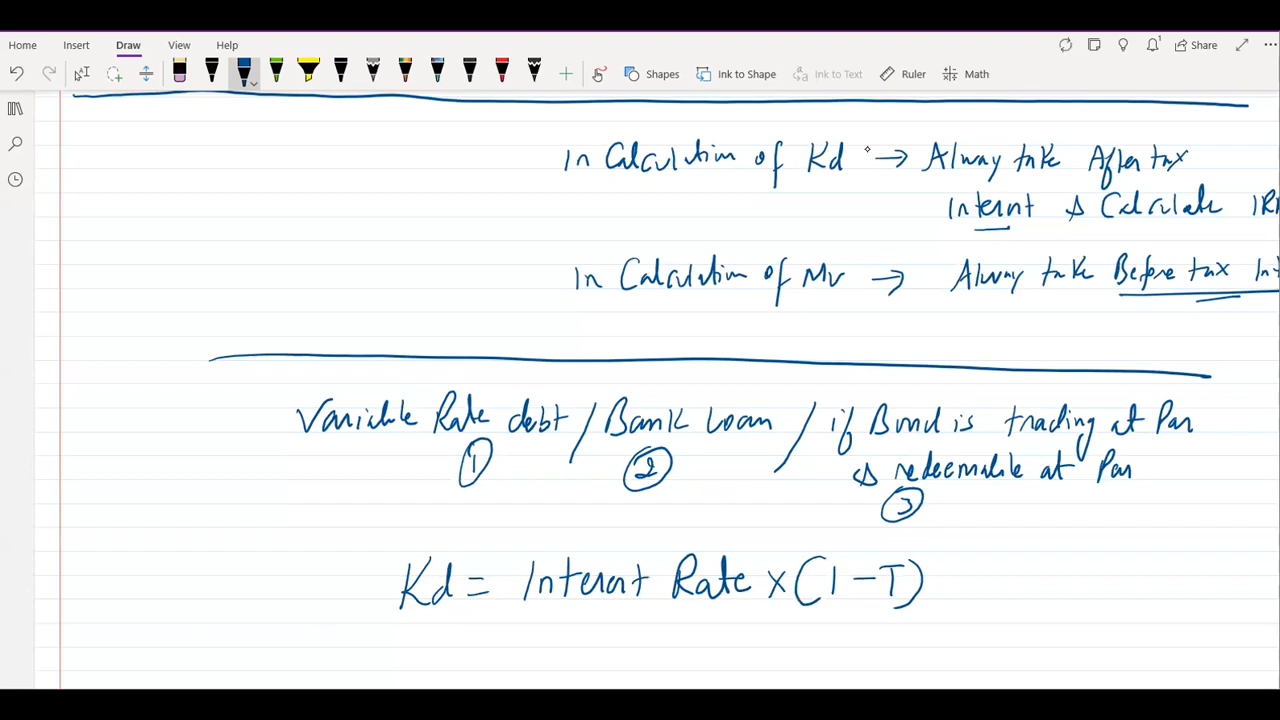 Home Insert Draw View Help
Share
Shapes Ink to Shape Ink to Text Ruler Math
In Calculation of Kd → Alway take After tax
Interest & Calculate IR
In Calculation of Mv → Alway take Before tax Int
Variable Rate debt / Bank Loan / if Bond is trading at Par
& redeemable at Par
1 2 3
Kd = Interest Rate × (1 - T)